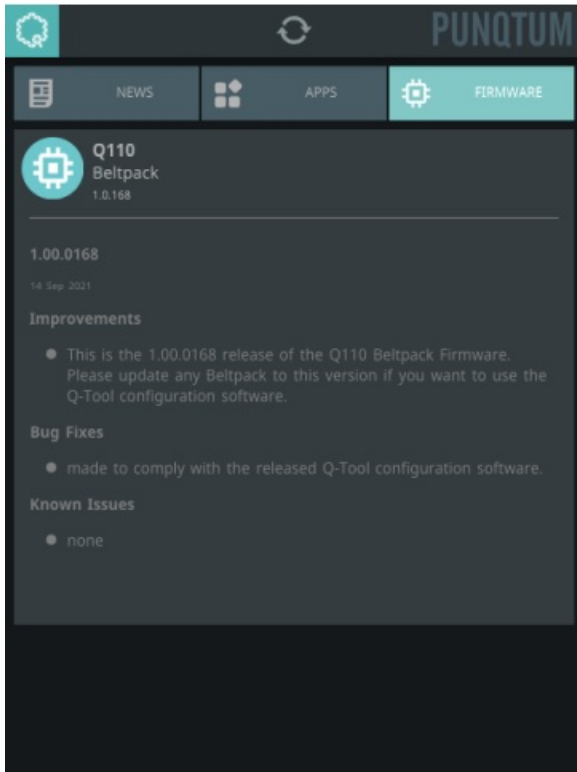 PUNQTUM
NEWS
APPS
FIRMWARE
Q110
Beltpack
1.0.168
1.00.0168
14 Sep 2021
Improvements
This is the 1.00.0168 release of the Q110 Beltpack Firmware.
Please update any Beltpack to this version if you want to use the
Q-Tool configuration software.
Bug Fixes
made to comply with the released Q-Tool configuration software.
Known Issues
none